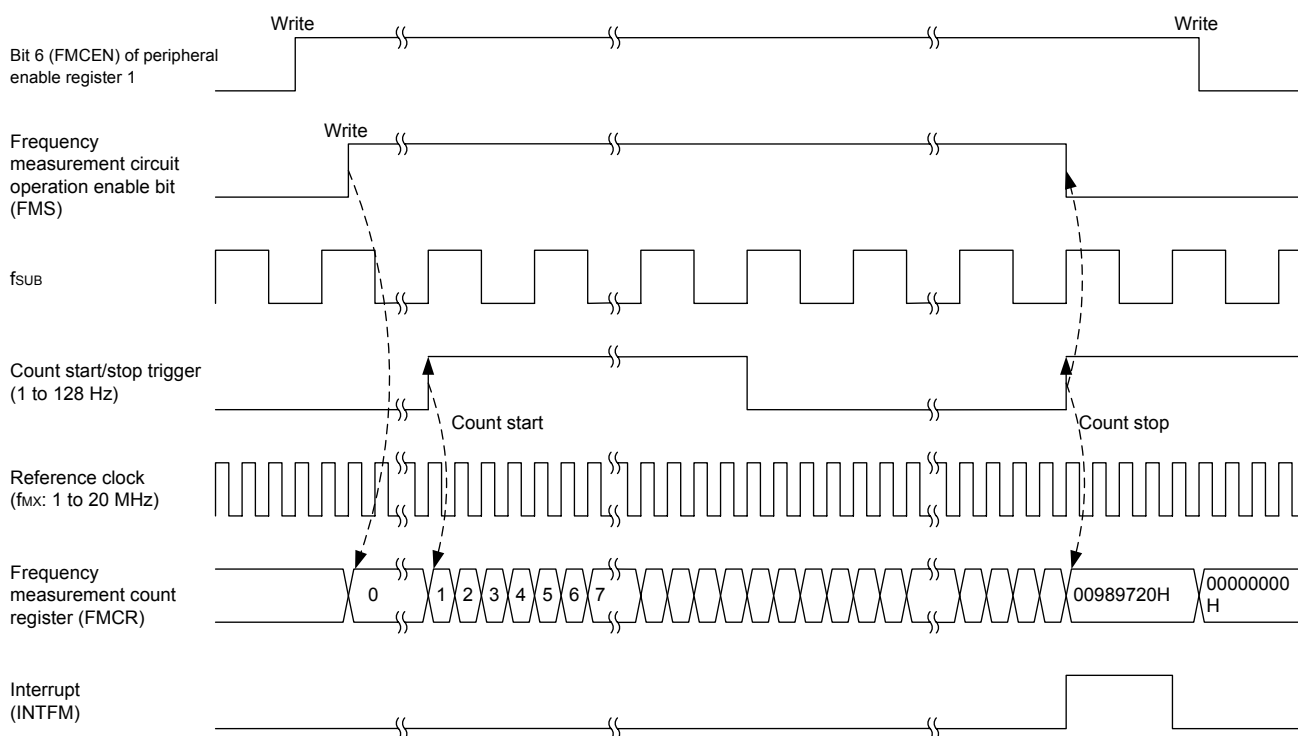 Write
Write
Bit 6 (FMCEN) of peripheral
enable register 1
Write
Frequency
measurement circuit
operation enable bit
(FMS)
fSUB
Count start/stop trigger
(1 to 128 Hz)
Count start
Count stop
Reference clock
(fMX: 1 to 20 MHz)
Frequency
measurement count
register (FMCR)
0 1 2 3 4 5 6 7 00989720H 00000000
H
Interrupt
(INTFM)